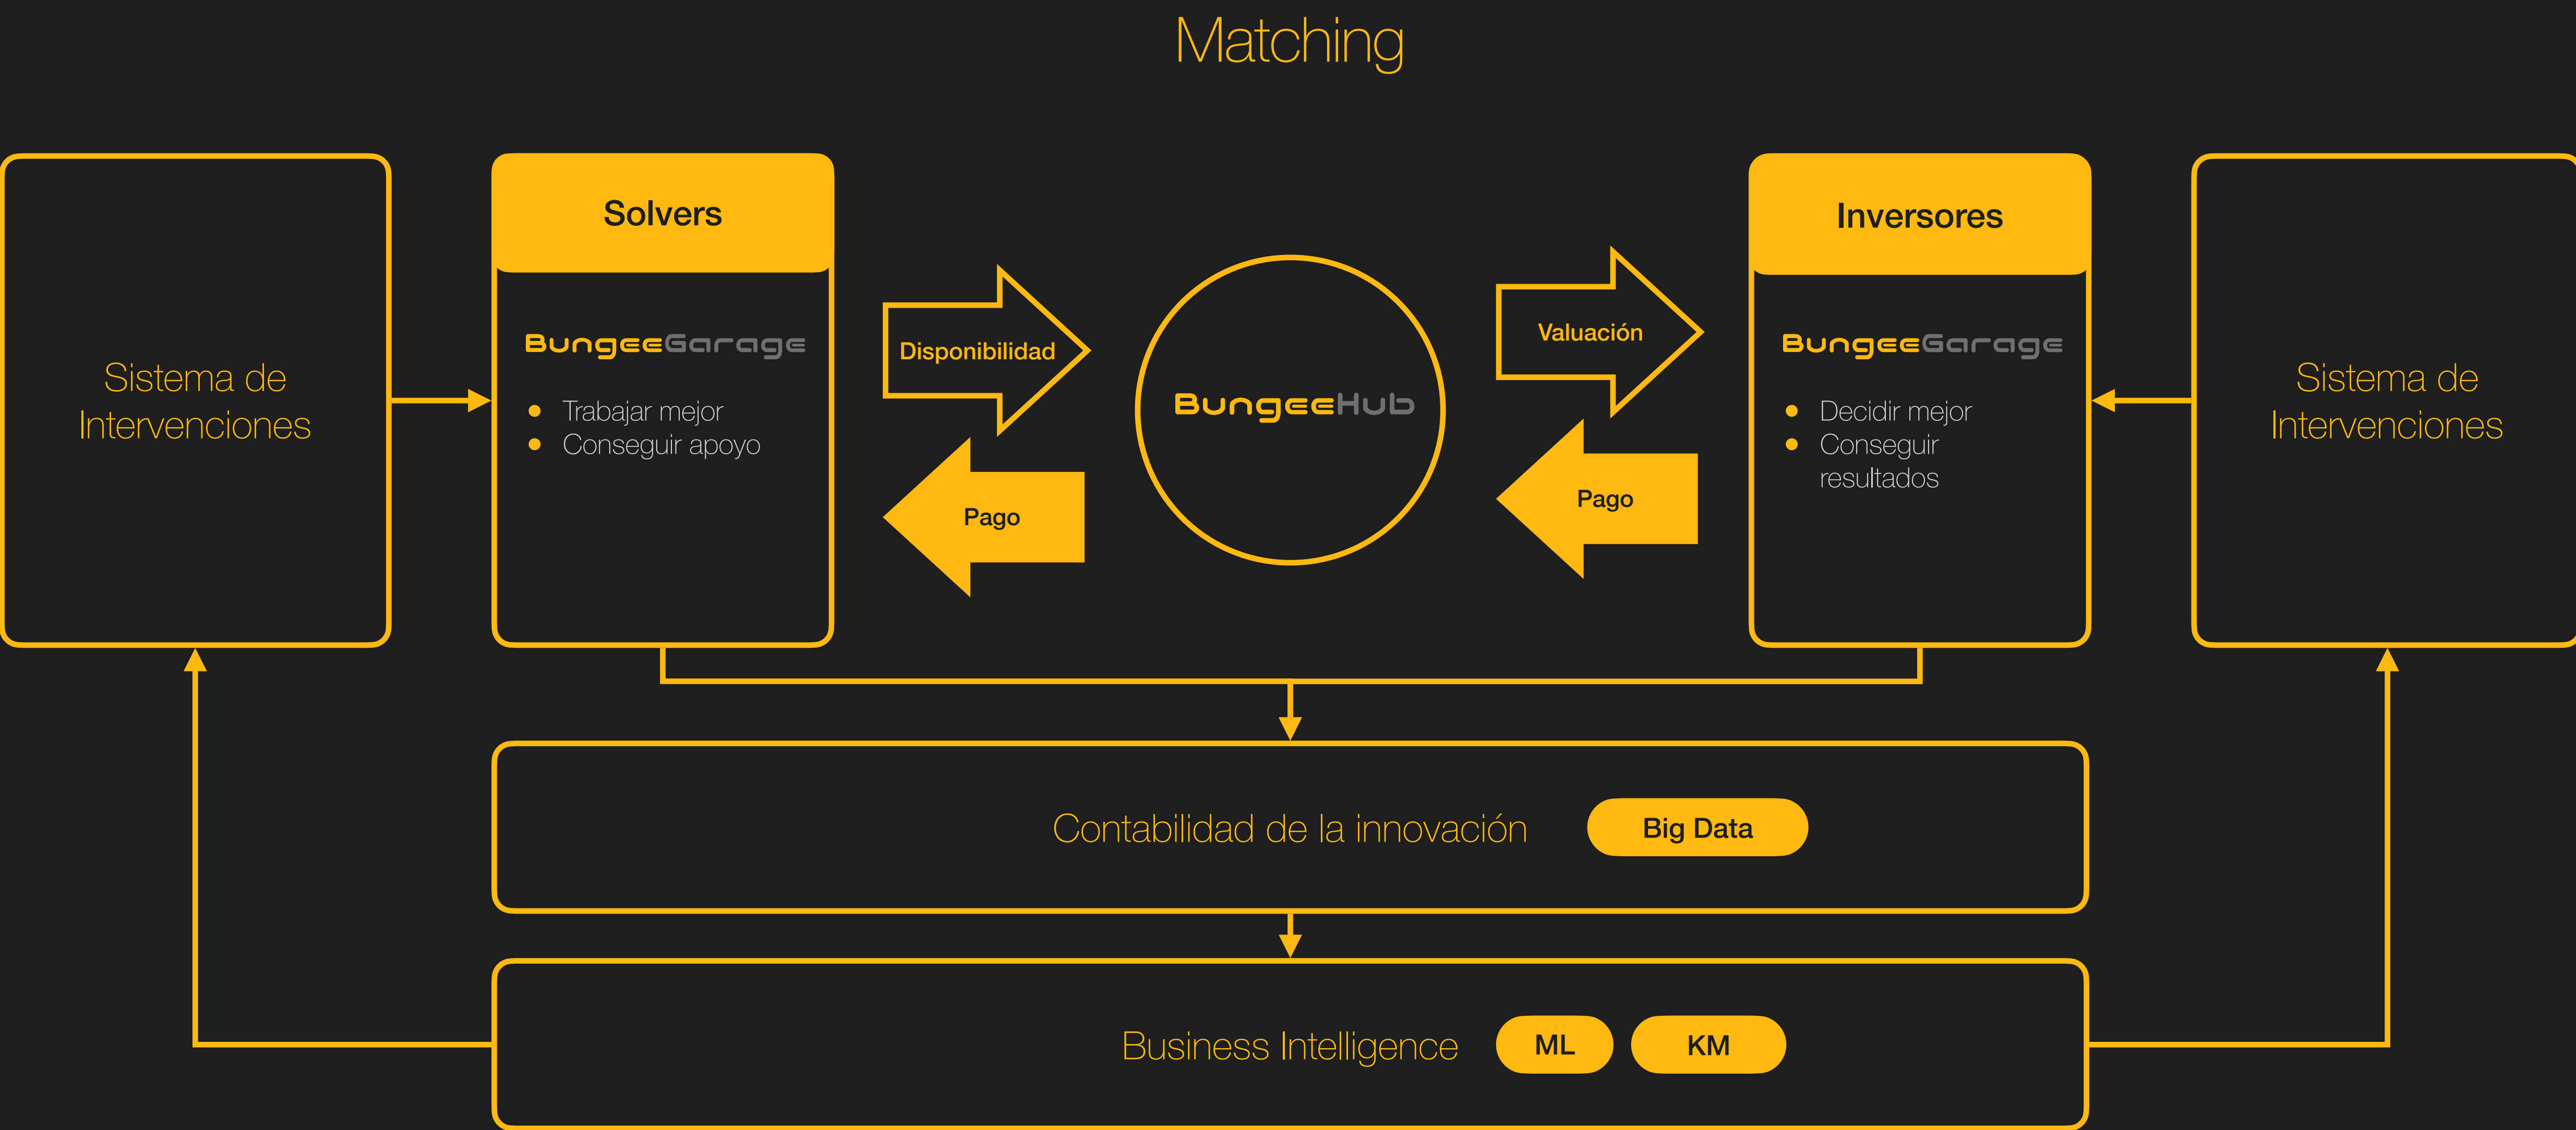 Matching
Sistema de
Intervenciones
Solvers
BungeeGarage
Trabajar mejor
Conseguir apoyo
Disponibilidad
Pago
BungeeHub
Valuación
Pago
Inversores
BungeeGarage
Decidir mejor
Conseguir
resultados
Sistema de
Intervenciones
Contabilidad de la innovación
Big Data
Business Intelligence
ML
KM